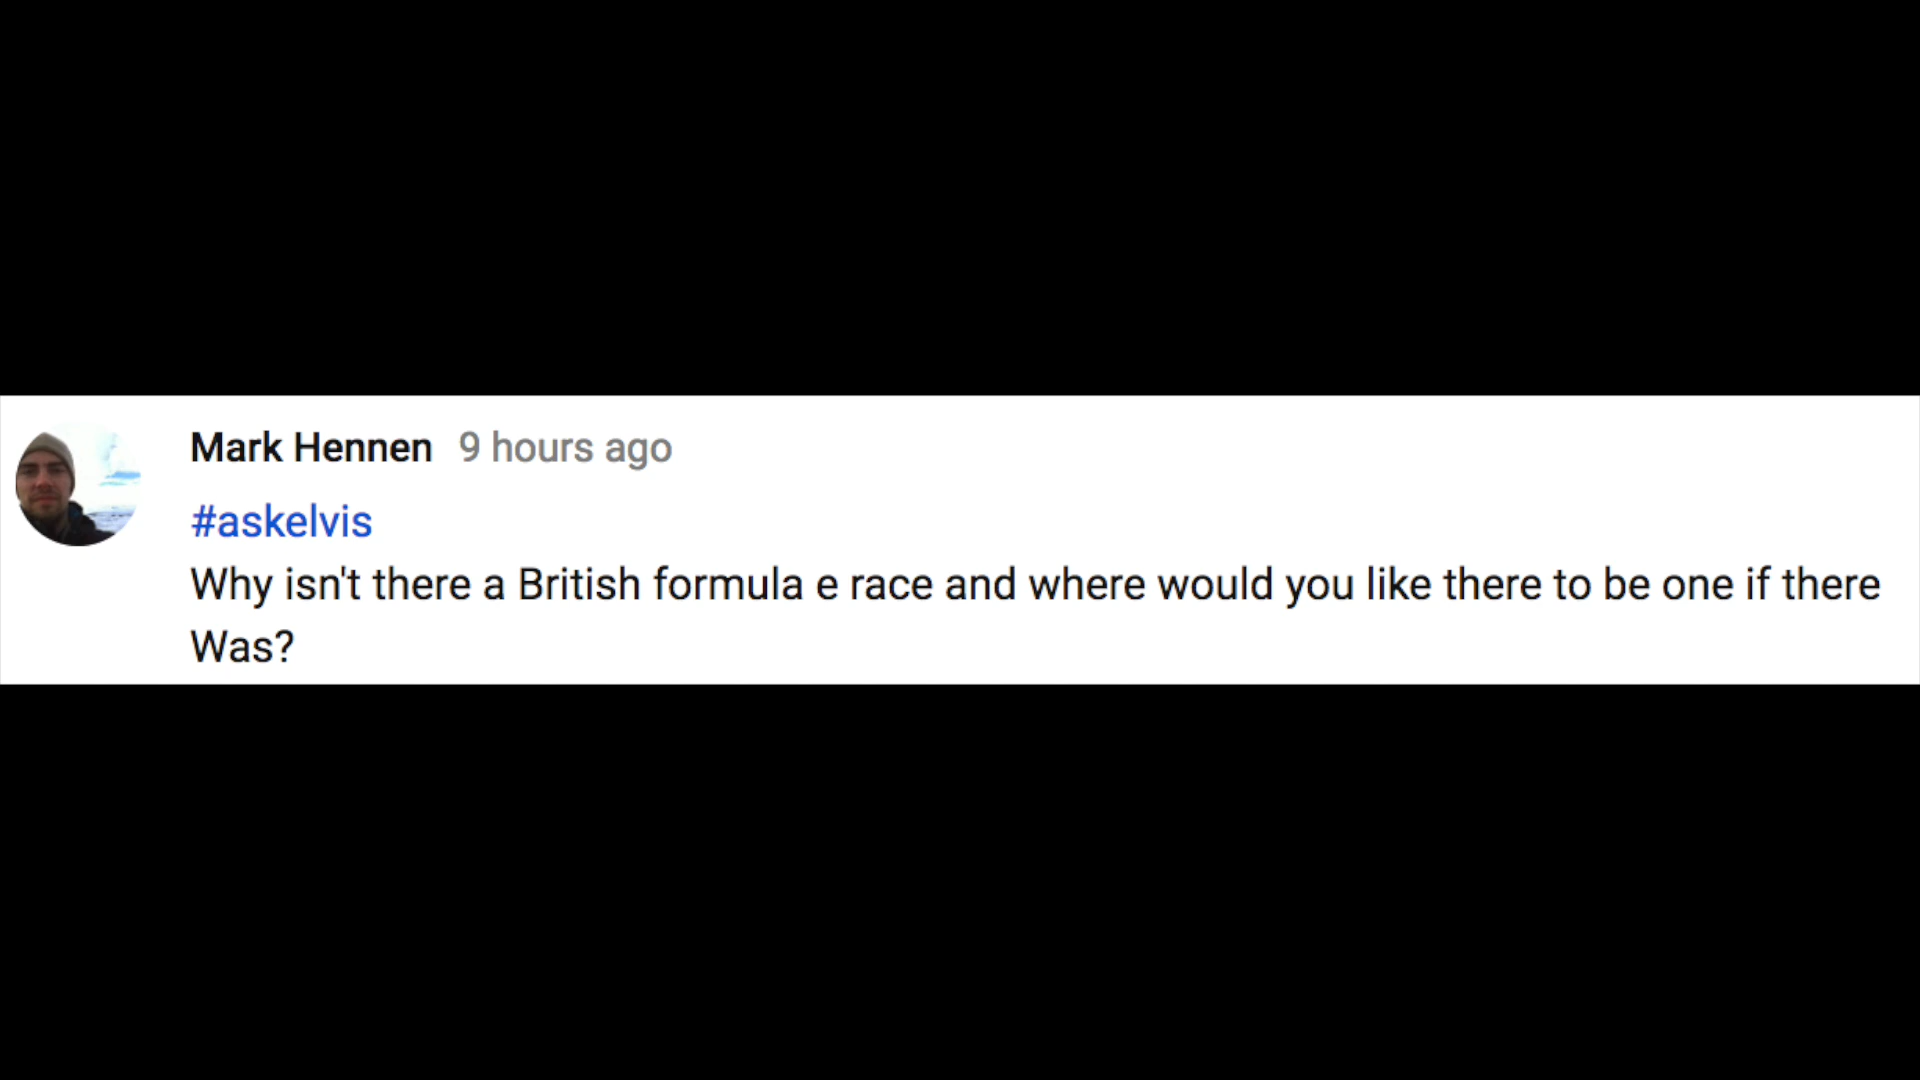 Mark Hennen 9 hours ago
#askelvis
Why isn't there a British formula e race and where would you like there to be one if there
Was?